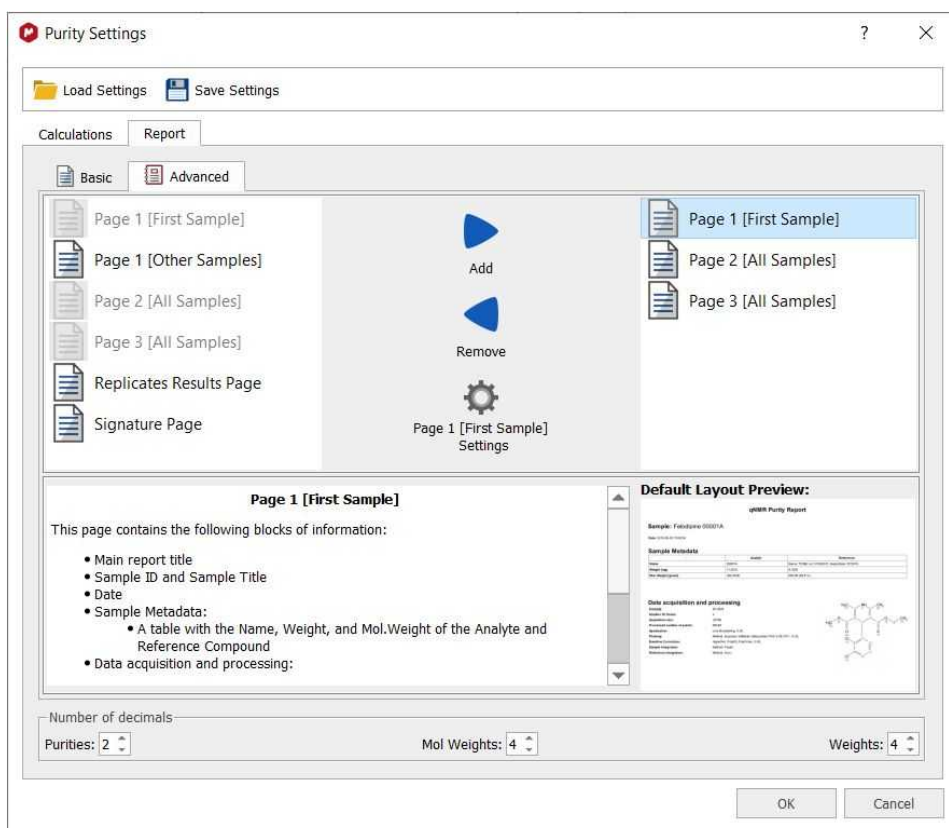 Purity Settings
?
Load Settings
Save Settings
Calculations
Report
Basic
Advanced
Page 1 [First Sample]
Page 1 [Other Samples]
Page 2 [All Samples]
Page 3 [All Samples]
Replicates Results Page
Signature Page
Add
Remove
Page 1 [First Sample]
Settings
Page 1 [First Sample]
Page 2 [All Samples]
Page 3 [All Samples]
Page 1 [First Sample]
This page contains the following blocks of information:
• Main report title
• Sample ID and Sample Title
• Date
• Sample Metadata:
• A table with the Name, Weight, and Mol.Weight of the Analyte and
Reference Compound
• Data acquisition and processing:
Default Layout Preview:
qNMR Purity Report
Sample: Felodipine 00001A
Sample Metadata
Data acquisition and processing
Number of decimals
Purities: 2
Mol Weights: 4
Weights: 4
OK
Cancel